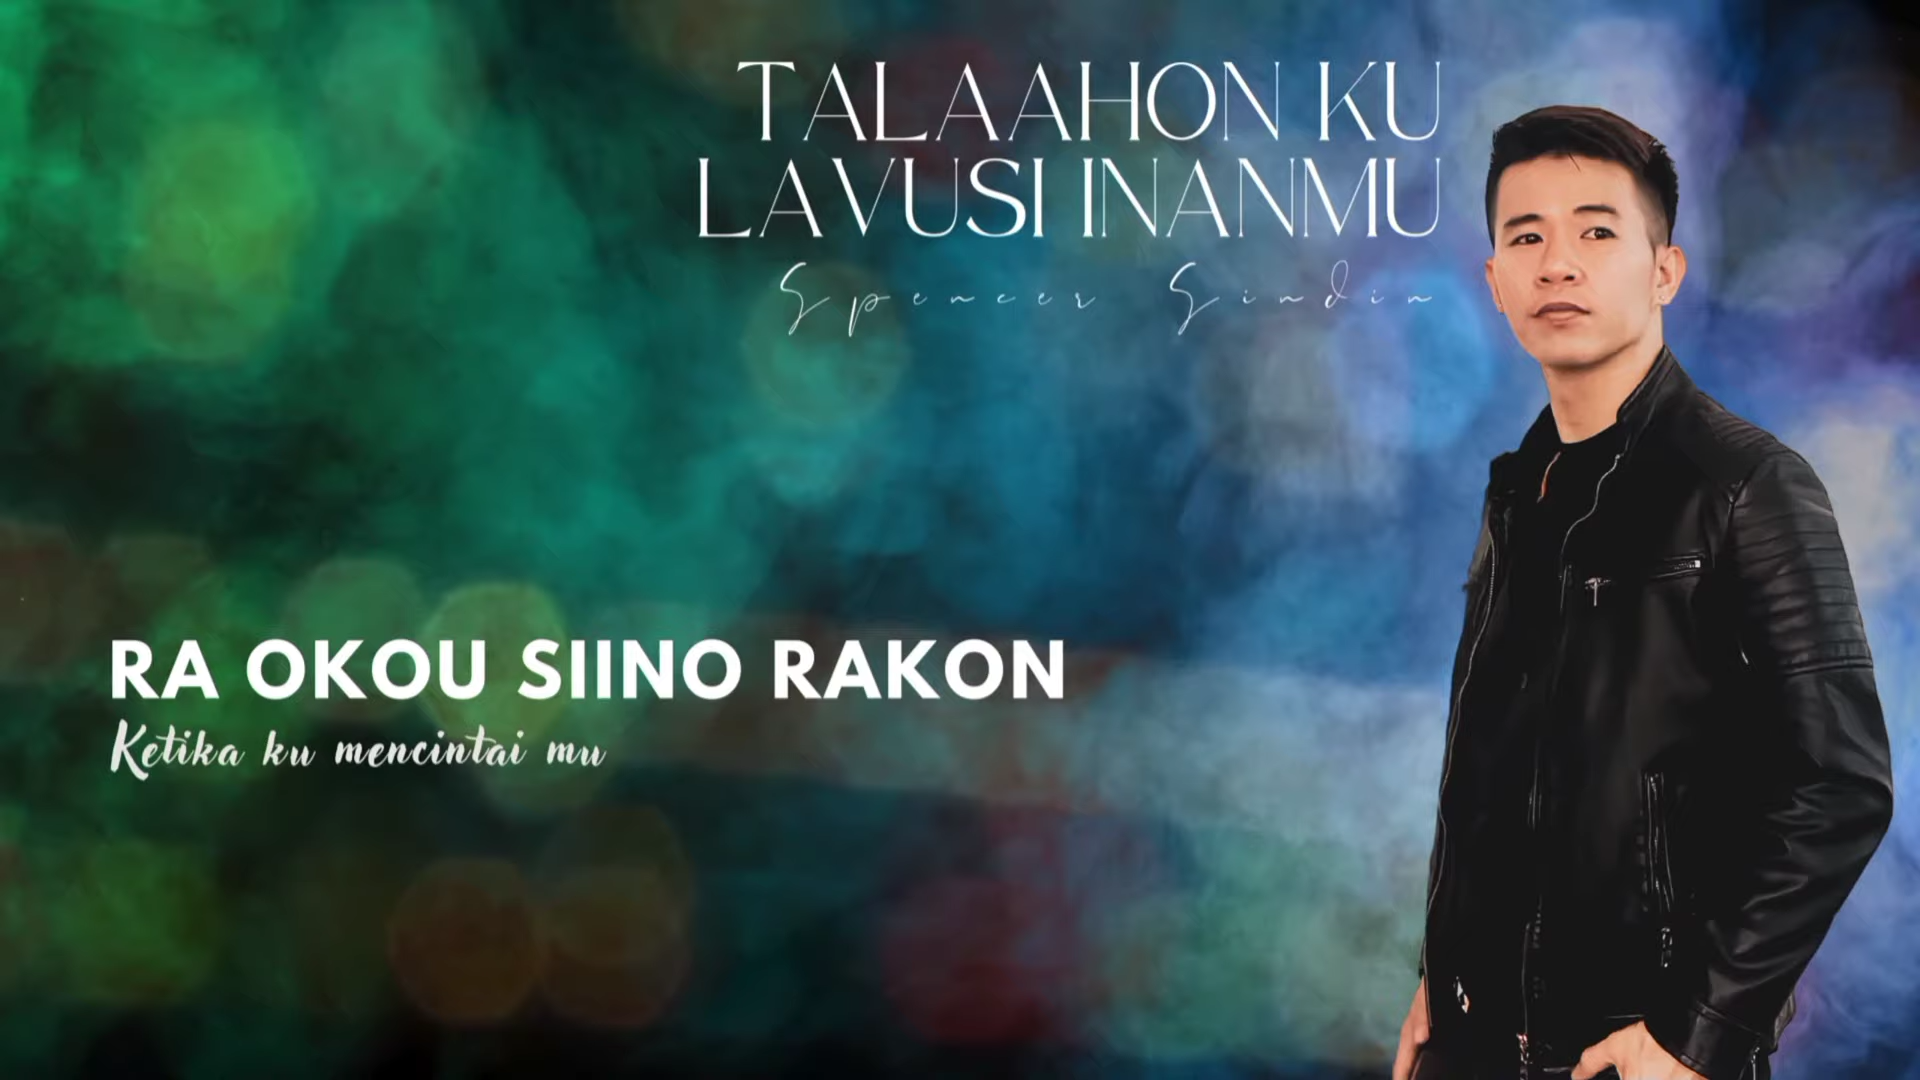 TALAAHON KU
LAVUSI INANMU
Spencer Sindin
RA OKOU SIINO RAKON
Ketika ku mencintai mu